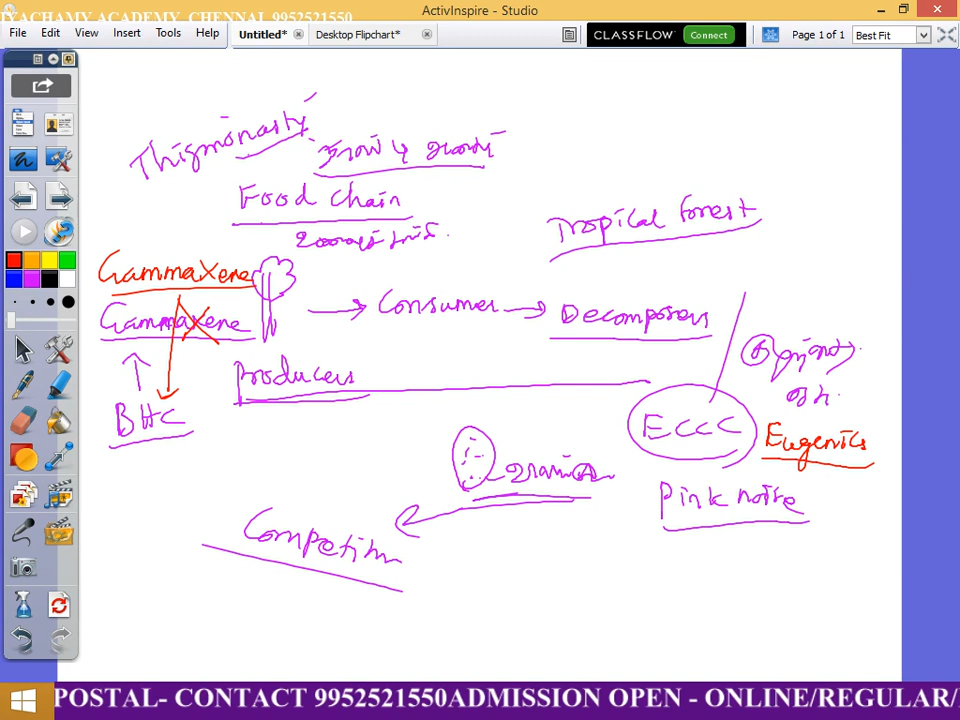 IYACHAMY ACADEMY, CHENNAI 9952521550
ActivInspire - Studio
File Edit View Insert Tools Help
Untitled*
Desktop Flipchart*
CLASSFLOW Connect
Page 1 of 1
Best Fit
Thigmonasty
Food chain
Tropical forest
Gammaxene
Gammaxene
Consumer
Decomposers
Producers
BHC
ECCC
Eugenics
Pink noise
Competition
POSTAL- CONTACT 9952521550ADMISSION OPEN - ONLINE/REGULAR/